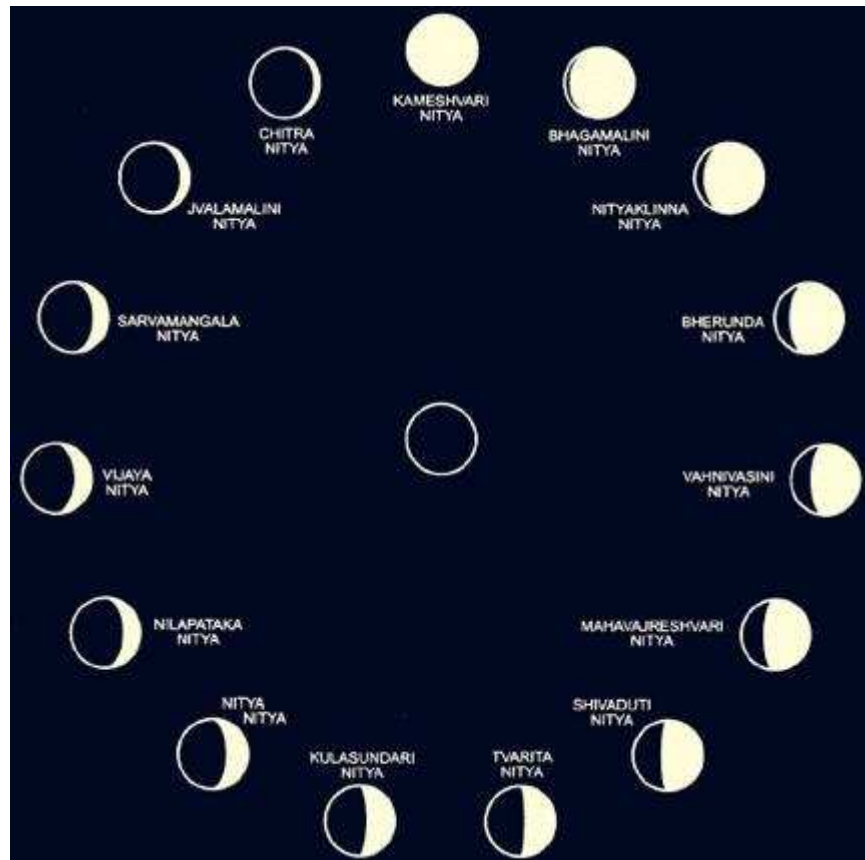 KAMESHVARI
NITYA
BHAGAMALINI
NITYA
NITYAKLINNA
NITYA
BHERUNDA
NITYA
VAHNIVASINI
NITYA
MAHAVAJRESHVARI
NITYA
SHIVADUTI
NITYA
TVARITA
NITYA
KULASUNDARI
NITYA
NITYA
NITYA
NILAPATAKA
NITYA
VIJAYA
NITYA
SARVAMANGALA
NITYA
JVALAMALINI
NITYA
CHITRA
NITYA